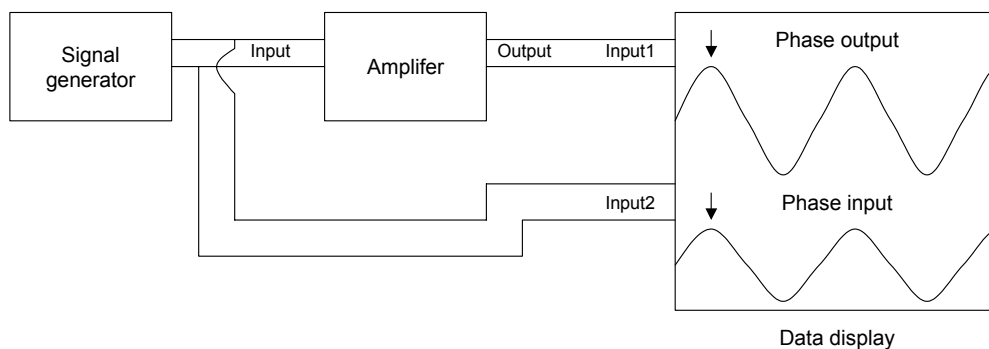 Signal
generator
Input
Amplifer
Output
Input1
Phase output
Input2
Phase input
Data display